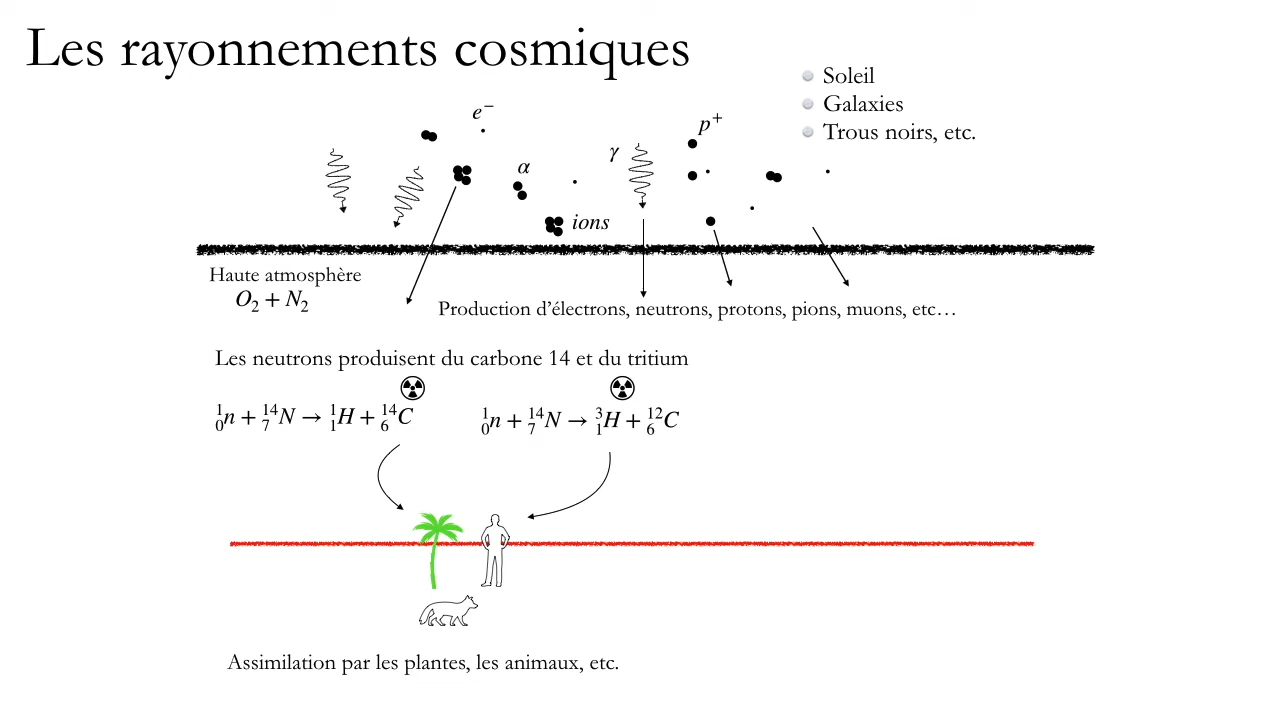 Les rayonnements cosmiques
Soleil
Galaxies
Trous noirs, etc.
e⁻
p⁺
γ
α
ions
Haute atmosphère
O₂ + N₂
Production d’électrons, neutrons, protons, pions, muons, etc…
Les neutrons produisent du carbone 14 et du tritium
¹₀n + ¹⁴₇N → ¹₁H + ¹⁴₆C
¹₀n + ¹⁴₇N → ³₁H + ¹²₆C
Assimilation par les plantes, les animaux, etc.